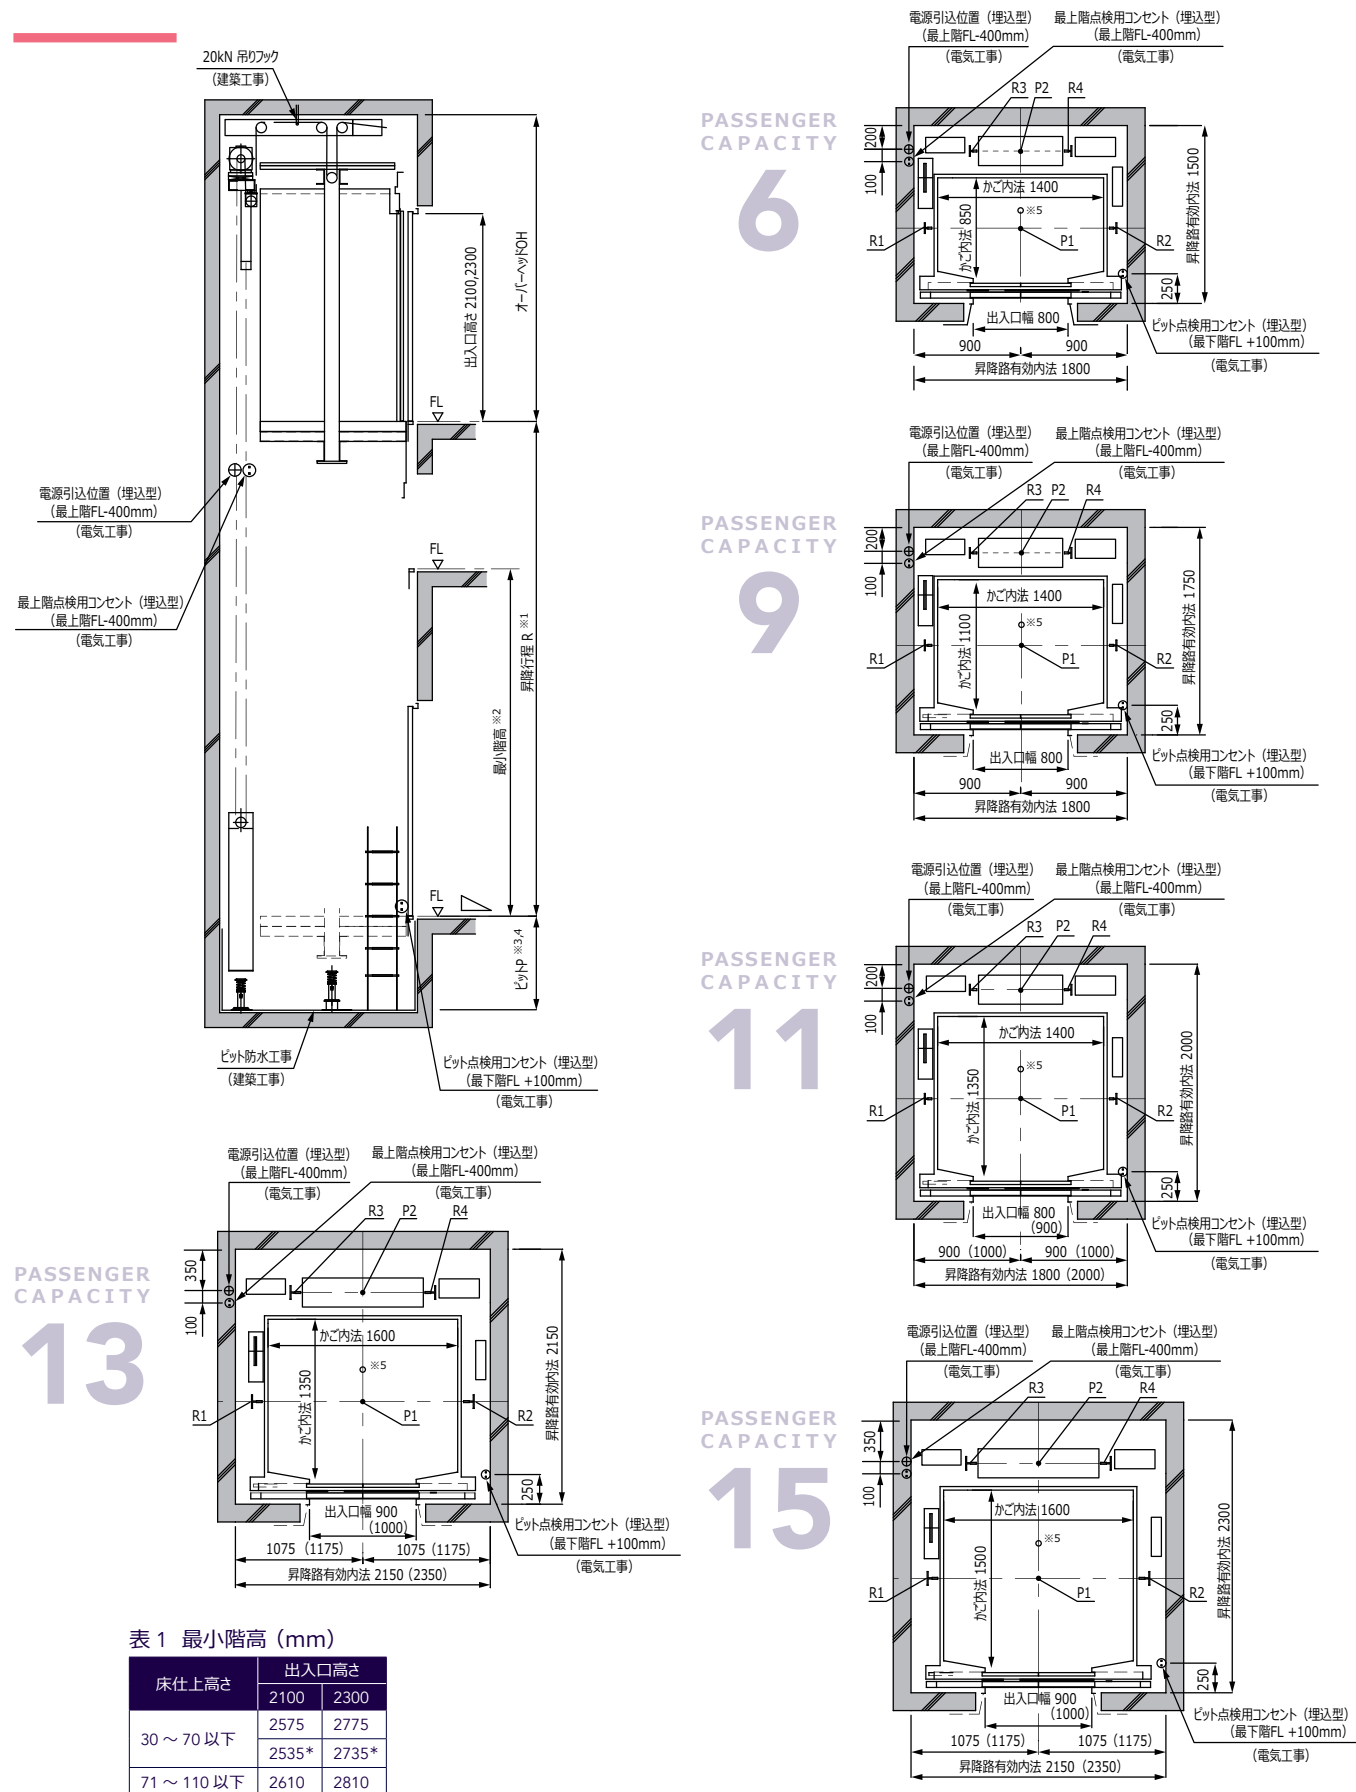 20kN 吊りフック
(建築工事)
オーバーヘッドOH
出入口高さ 2100,2300
FL
電源引込位置（埋込型）
(最上階FL-400mm)
(電気工事)
最上階点検用コンセント（埋込型）
(最上階FL-400mm)
(電気工事)
FL
昇降行程 R ※1
最小階高 ※2
FL
ピットP ※3,4
ピット防水工事
(建築工事)
ピット点検用コンセント（埋込型）
(最下階FL +100mm)
(電気工事)
PASSENGER
CAPACITY
6
電源引込位置（埋込型）
(最上階FL-400mm)
(電気工事)
最上階点検用コンセント（埋込型）
(最上階FL-400mm)
(電気工事)
R3 P2 R4
200
100
かご内法 1400
かご内法 850
※5
R1 P1 R2
昇降路有効内法 1500
250
出入口幅 800
900 900
昇降路有効内法 1800
ピット点検用コンセント（埋込型）
(最下階FL +100mm)
(電気工事)
PASSENGER
CAPACITY
9
電源引込位置（埋込型）
(最上階FL-400mm)
(電気工事)
最上階点検用コンセント（埋込型）
(最上階FL-400mm)
(電気工事)
R3 P2 R4
200
100
かご内法 1400
かご内法 1100
※5
R1 P1 R2
昇降路有効内法 1750
250
出入口幅 800
900 900
昇降路有効内法 1800
ピット点検用コンセント（埋込型）
(最下階FL +100mm)
(電気工事)
PASSENGER
CAPACITY
11
電源引込位置（埋込型）
(最上階FL-400mm)
(電気工事)
最上階点検用コンセント（埋込型）
(最上階FL-400mm)
(電気工事)
R3 P2 R4
200
100
かご内法 1400
かご内法 1350
※5
R1 P1 R2
昇降路有効内法 2000
250
出入口幅 800
(900)
900（1000） 900（1000）
昇降路有効内法 1800（2000）
ピット点検用コンセント（埋込型）
(最下階FL +100mm)
(電気工事)
PASSENGER
CAPACITY
13
電源引込位置（埋込型）
(最上階FL-400mm)
(電気工事)
最上階点検用コンセント（埋込型）
(最上階FL-400mm)
(電気工事)
R3 P2 R4
350
100
かご内法 1600
かご内法 1350
※5
R1 P1 R2
昇降路有効内法 2150
250
出入口幅 900
(1000)
1075（1175） 1075（1175）
昇降路有効内法 2150（2350）
ピット点検用コンセント（埋込型）
(最下階FL +100mm)
(電気工事)
PASSENGER
CAPACITY
15
電源引込位置（埋込型）
(最上階FL-400mm)
(電気工事)
最上階点検用コンセント（埋込型）
(最上階FL-400mm)
(電気工事)
R3 P2 R4
350
100
かご内法 1600
かご内法 1500
※5
R1 P1 R2
昇降路有効内法 2300
250
出入口幅 900
(1000)
1075（1175） 1075（1175）
昇降路有効内法 2150（2350）
ピット点検用コンセント（埋込型）
(最下階FL +100mm)
(電気工事)
表 1 最小階高（mm）
床仕上高さ 出入口高さ
2100 2300
30 ～ 70 以下 2575 2775
2535* 2735*
71 ～ 110 以下 2610 2810